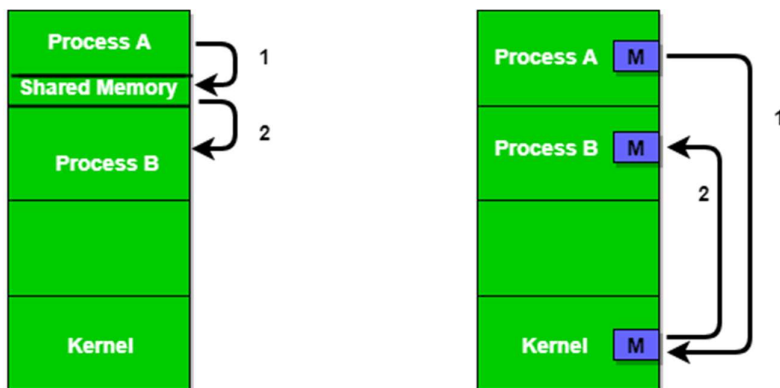 Process A
1
Shared Memory
2
Process B
Kernel
Process A M
1
Process B M
2
Kernel M